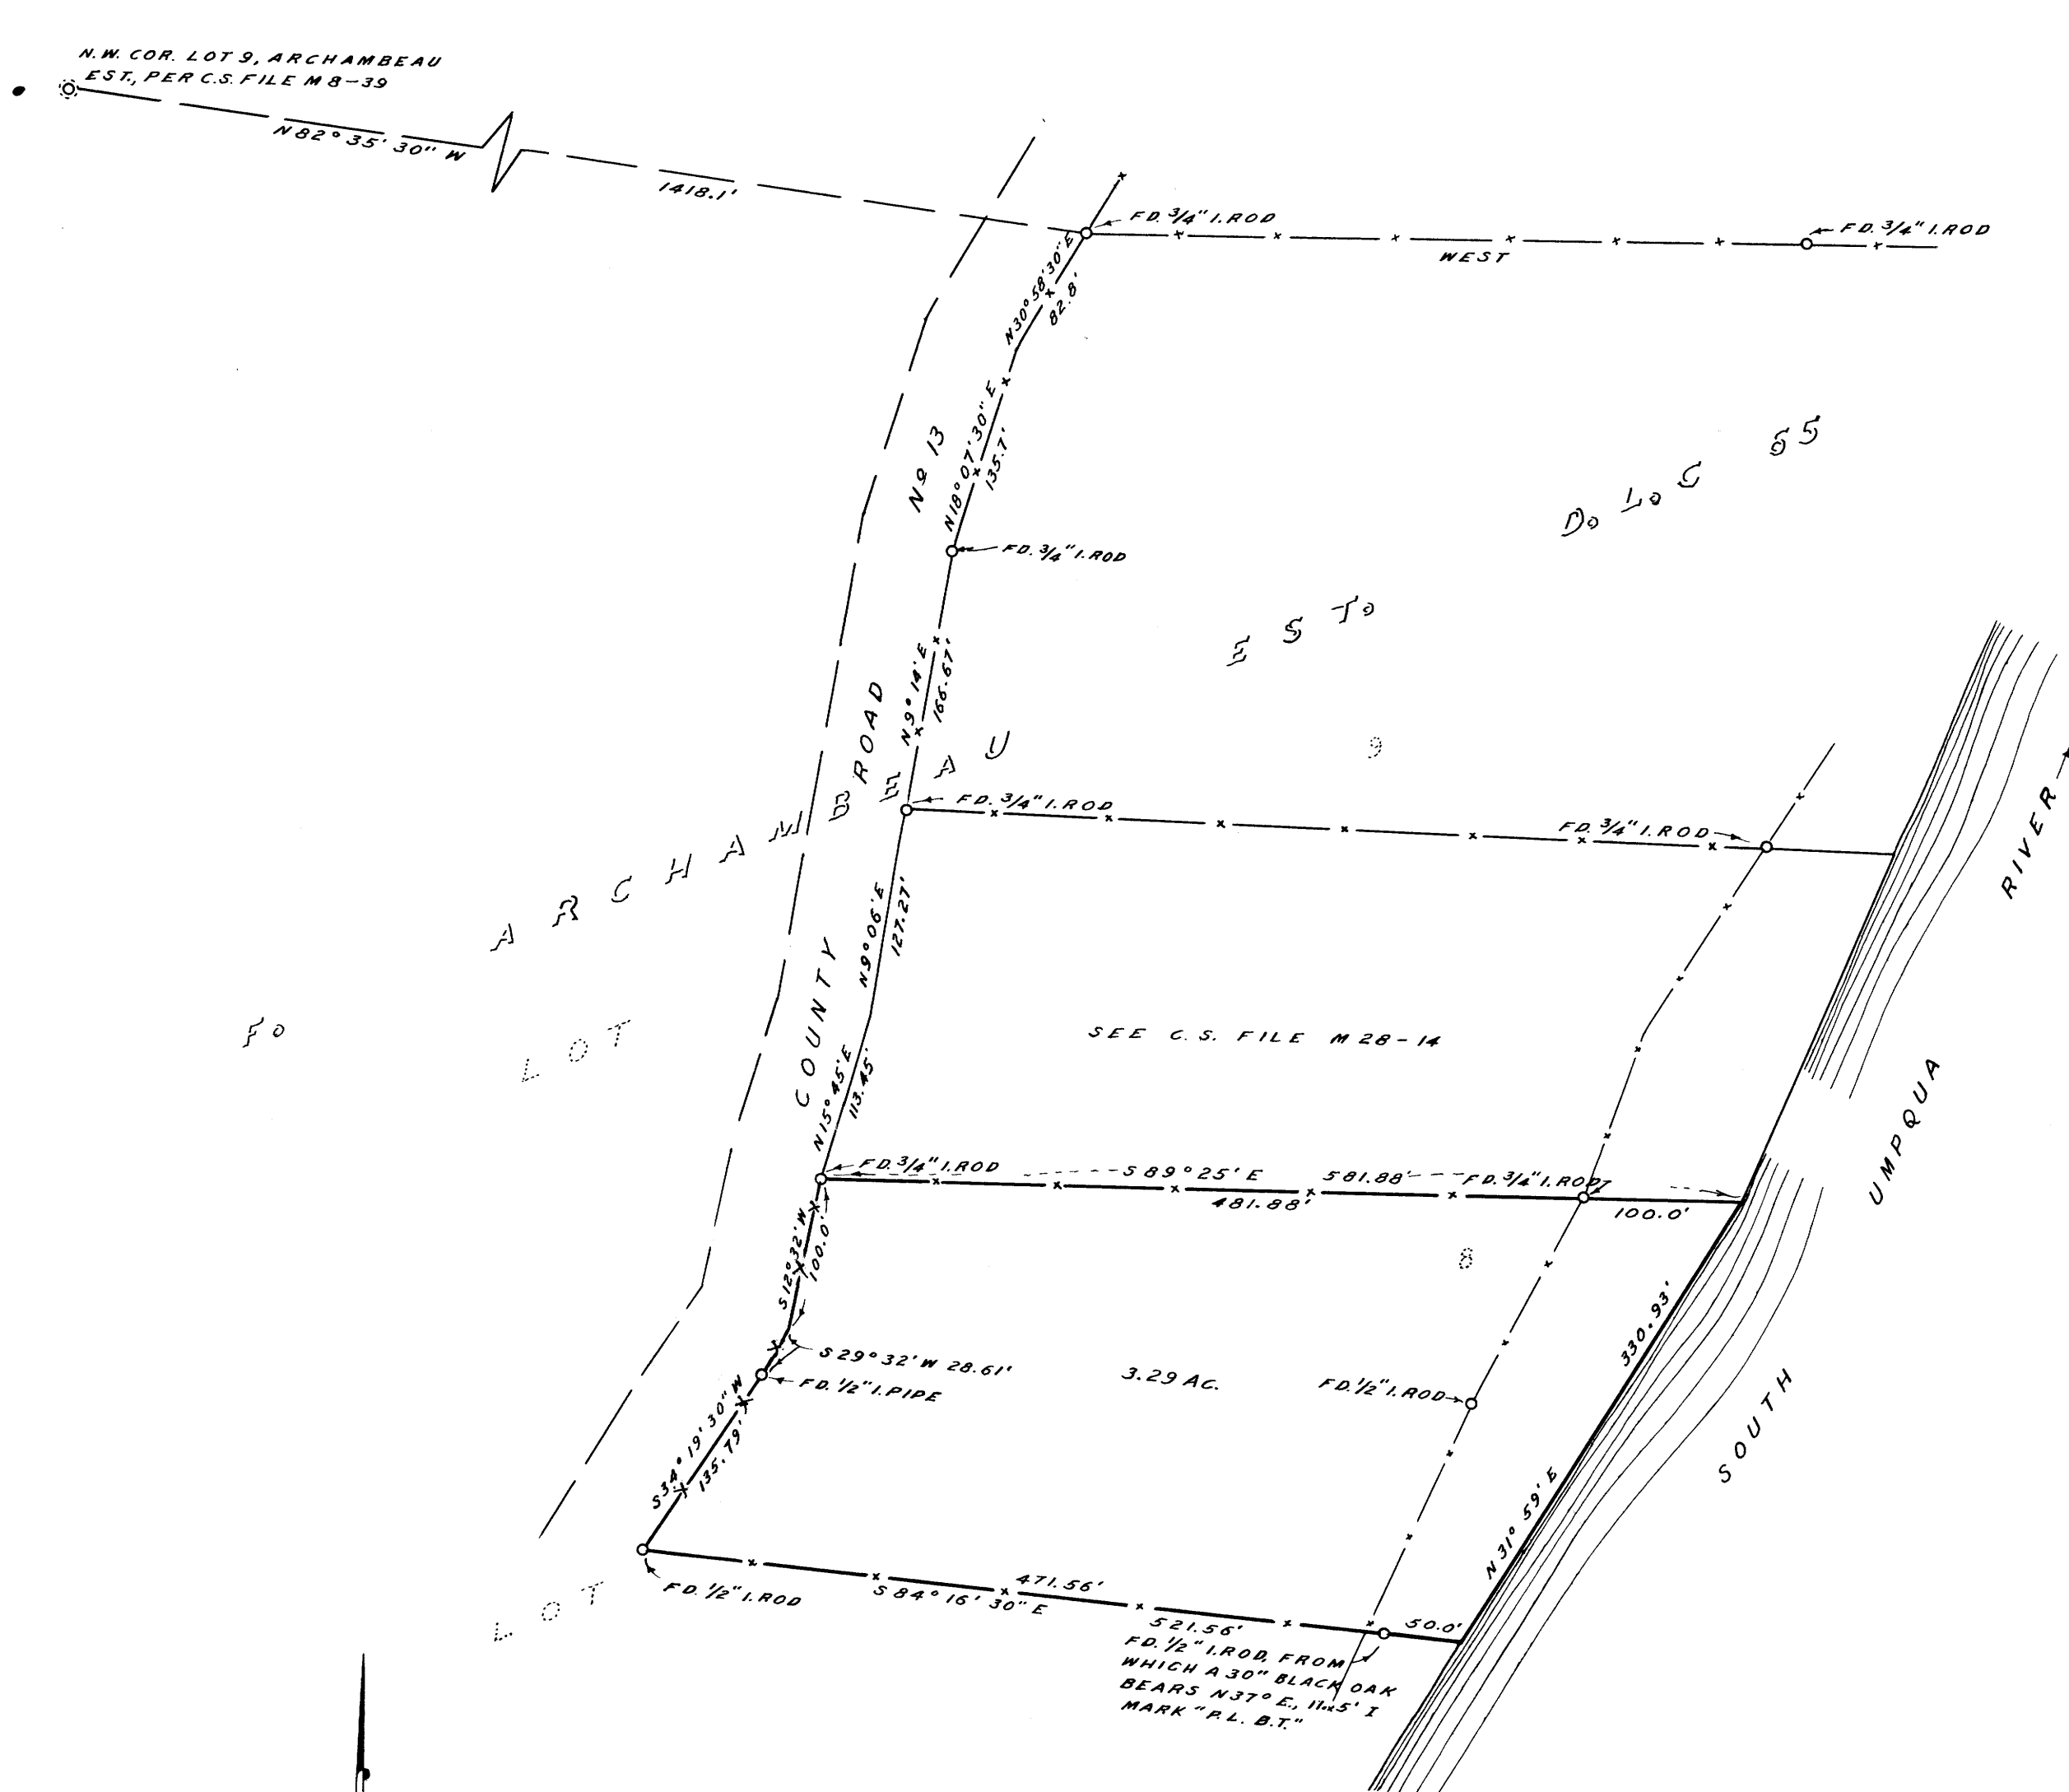 N.W. COR. LOT 9, ARCHAMBEAU
EST., PER C.S. FILE M 8-39
N82° 35' 30" W
1418.1'
FD. 3/4" I.ROD
FD. 3/4" I.ROD
WEST
N30° 58' 30" E
82.8'
N18° 07' 30" E
135.7'
Nº 13
D. L. C 55
FD. 3/4" I.ROD
EST.
N9° 14' E
166.67'
COUNTY ROAD
ARCHAMBEAU
9
FD. 3/4" I.ROD
FD. 3/4" I.ROD
SOUTH UMPQUA RIVER
N9° 06' E
127.27'
F.
LOT
SEE C. S. FILE M 28-14
N15° 45' E
113.45'
FD. 3/4" I.ROD
S 89° 25' E 581.88'
FD. 3/4" I.ROD
481.88'
100.0'
S12° 32' W
100.0'
8
330.93'
S 29° 32' W 28.61'
FD. 1/2" I.PIPE
3.29 AC.
FD. 1/2" I.ROD
S34° 19' 30" W
135.79'
N 31° 59' E
FD. 1/2" I.ROD
471.56'
S 84° 16' 30" E
521.56'
50.0'
LOT
FD. 1/2" I.ROD, FROM
WHICH A 30" BLACK OAK
BEARS N37° E., 5' I
MARK "P.L. B.T."